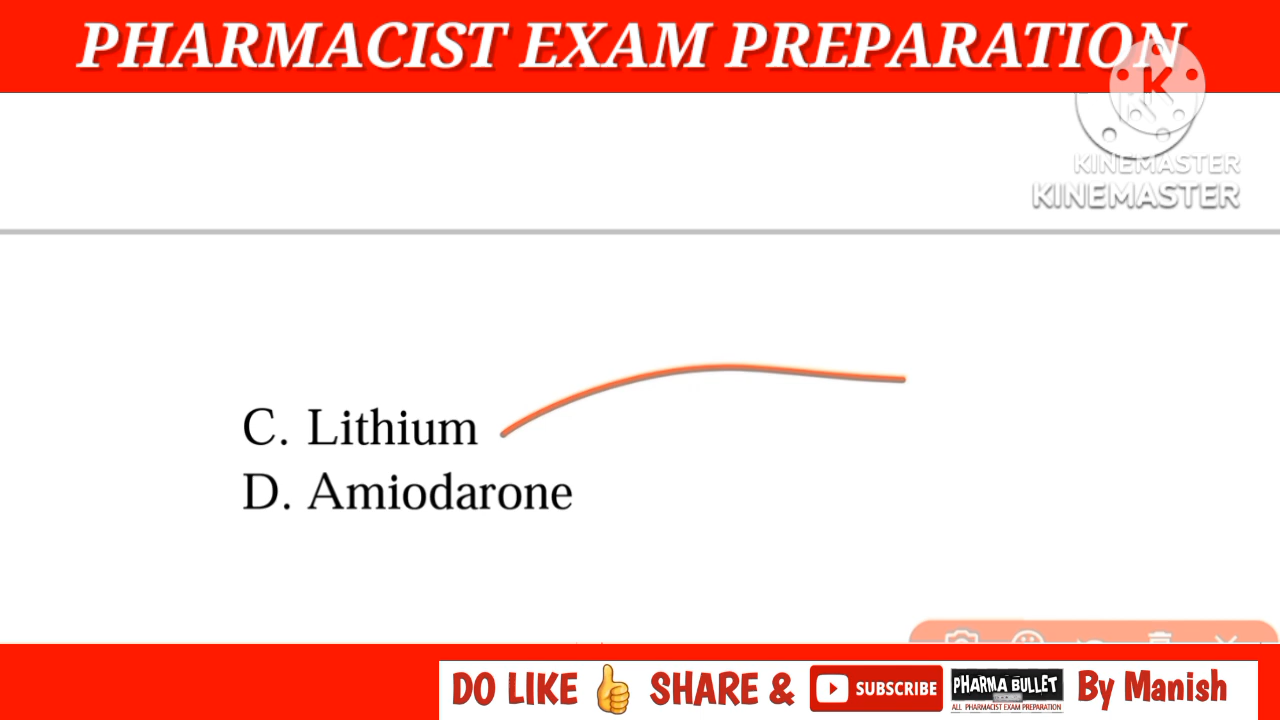 PHARMACIST EXAM PREPARATION
K
KINEMASTER
KINEMASTER
C. Lithium
D. Amiodarone
DO LIKE SHARE & SUBSCRIBE PHARMA BULLET By Manish
ALL PHARMACIST EXAM PREPARATION